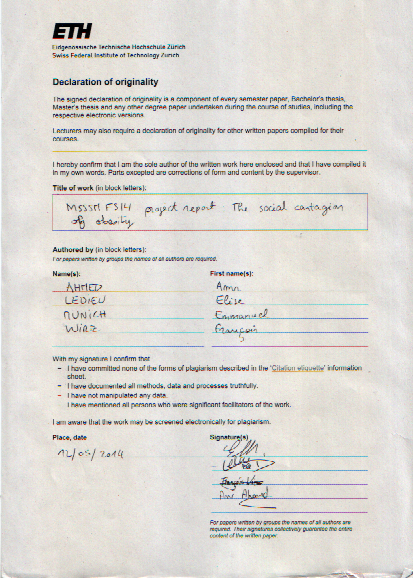 ETH
Eidgenössische Technische Hochschule Zürich
Swiss Federal Institute of Technology Zurich
Declaration of originality
The signed declaration of originality is a component of every semester paper, Bachelor's thesis,
Master's thesis and any other degree paper undertaken during the course of studies, including the
respective electronic versions.
Lecturers may also require a declaration of originality for other written papers compiled for their
courses.
I hereby confirm that I am the sole author of the written work here enclosed and that I have compiled it
in my own words. Parts excepted are corrections of form and content by the supervisor.
Title of work (in block letters):
MSSSM FS14 project report The social contagion
of obesity
Authored by (in block letters):
For papers written by groups the names of all authors are required.
Name(s): First name(s):
AHMED Amr
LEDIEU Elise
MUNICH Emmanuel
WIRZ François
With my signature I confirm that
– I have committed none of the forms of plagiarism described in the 'Citation etiquette' information
sheet.
– I have documented all methods, data and processes truthfully.
– I have not manipulated any data.
I have mentioned all persons who were significant facilitators of the work.
I am aware that the work may be screened electronically for plagiarism.
Place, date Signature(s)
12/05/2014
François Wirz
Amr Ahmed
For papers written by groups the names of all authors are
required. Their signatures collectively guarantee the entire
content of the written paper.